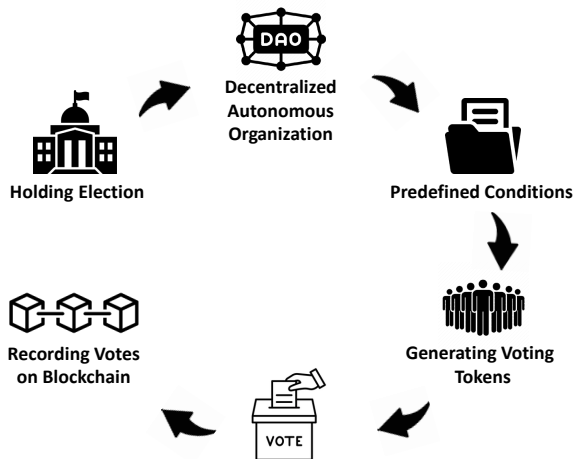 DAO
Decentralized
Autonomous
Organization
Holding Election
Predefined Conditions
Recording Votes
on Blockchain
Generating Voting
Tokens
VOTE